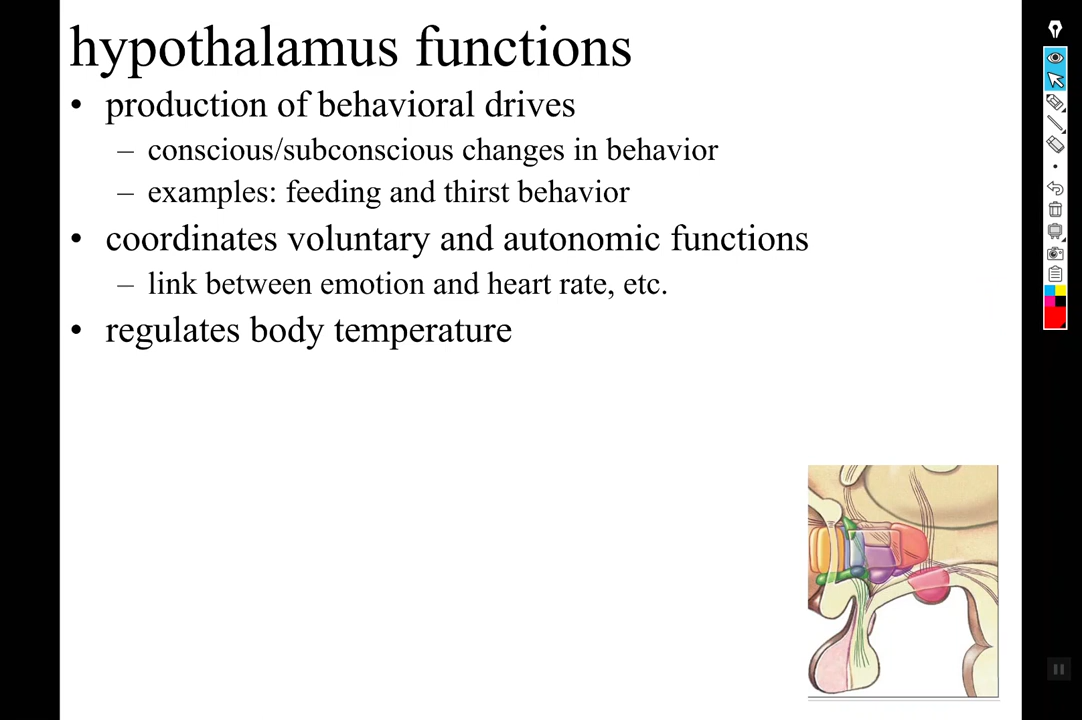 hypothalamus functions
• production of behavioral drives
– conscious/subconscious changes in behavior
– examples: feeding and thirst behavior
• coordinates voluntary and autonomic functions
– link between emotion and heart rate, etc.
• regulates body temperature